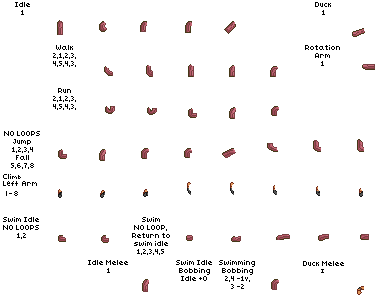 Idle
1
Duck
1
Walk
2,1,2,3,
4,5,4,3,
Rotation
Arm
1
Run
2,1,2,3,
4,5,4,3,
NO LOOPS
Jump
1,2,3,4
Fall
5,6,7,8
Climb
Left Arm
1-8
Swim Idle
NO LOOPS
1,2
Swim
NO LOOP,
Return to
swim idle
1,2,3,4,5
Swim Idle
Bobbing
Idle +0
Swimming
Bobbing
2,4 -1v,
3 -2
Idle Melee
1
Duck Melee
1